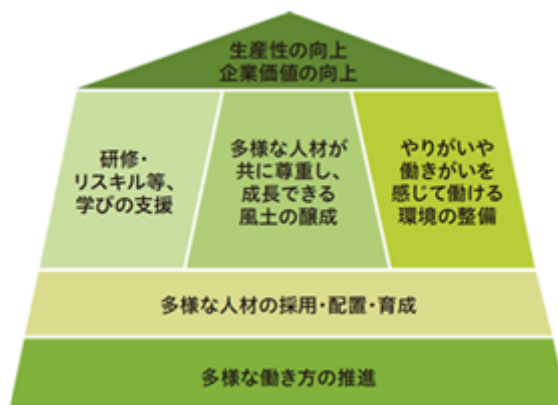 生産性の向上
企業価値の向上
研修・
リスキル等、
学びの支援
多様な人材が
共に尊重し、
成長できる
風土の醸成
やりがいや
働きがいを
感じて働ける
環境の整備
多様な人材の採用・配置・育成
多様な働き方の推進